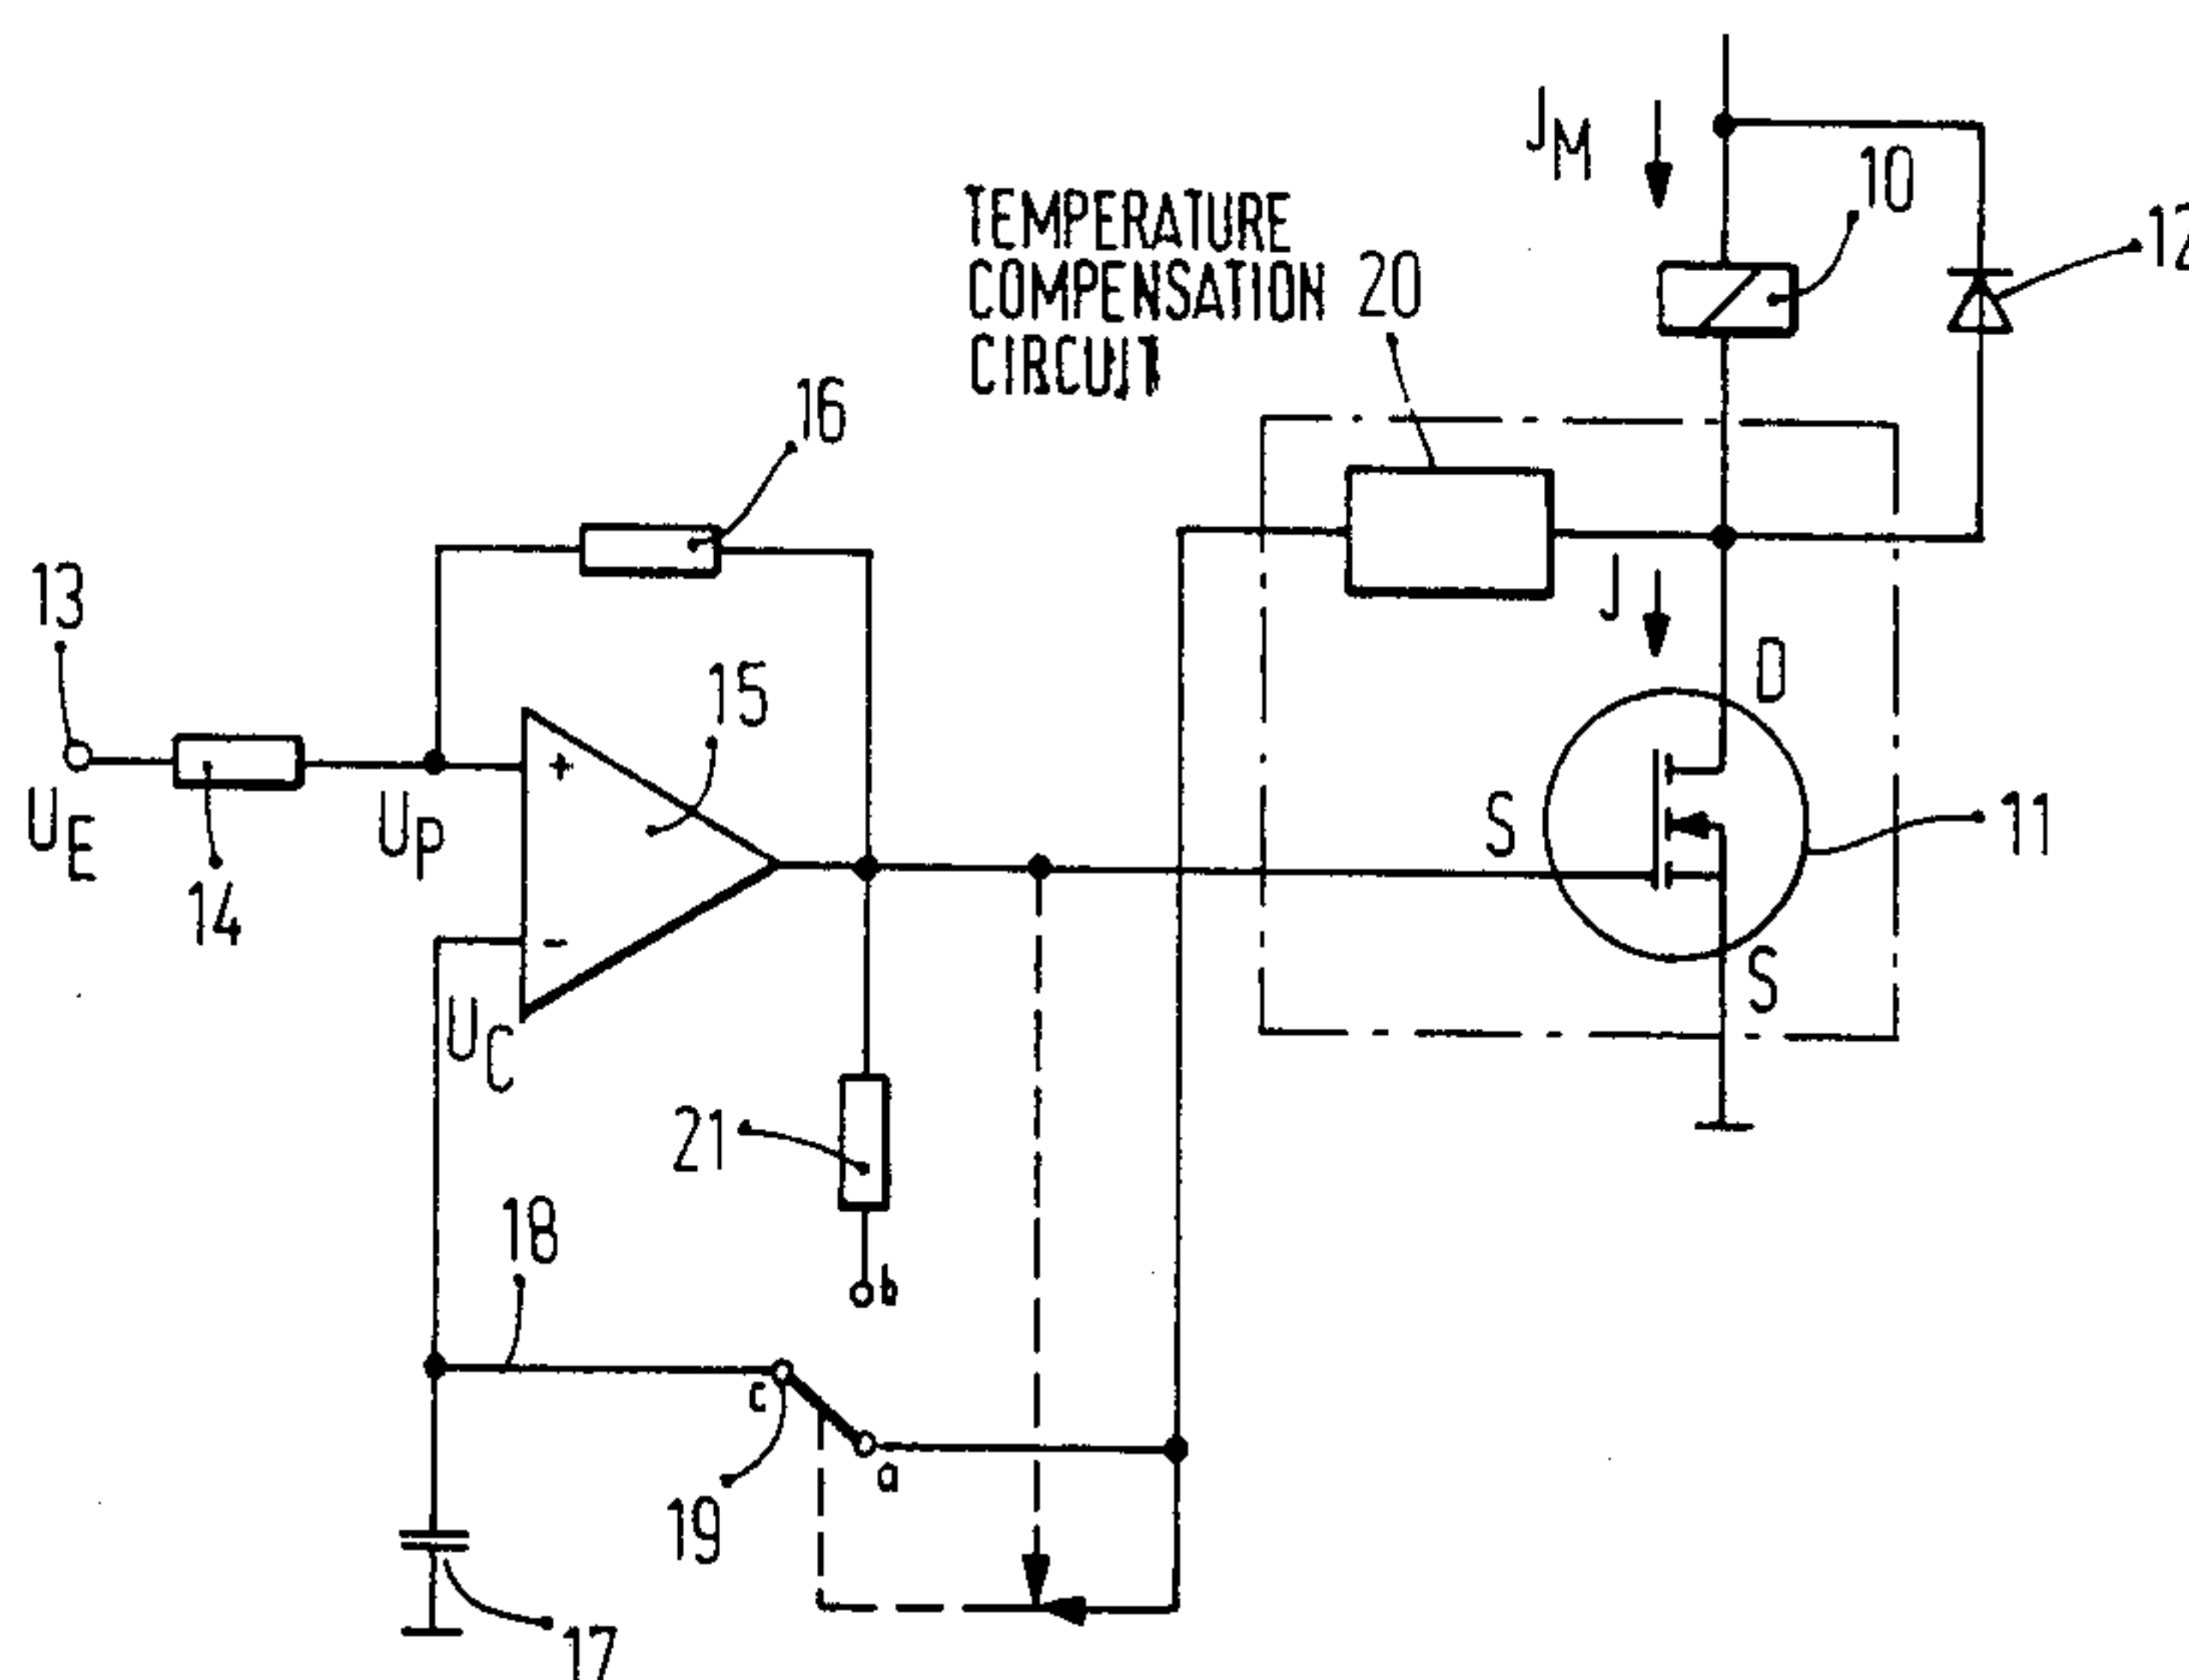 J_M
10
12
TEMPERATURE
COMPENSATION
CIRCUIT
20
16
13
J
15
D
U_E
14
U_P
+
S
11
-
U_C
S
21
18
b
c
a
19
17